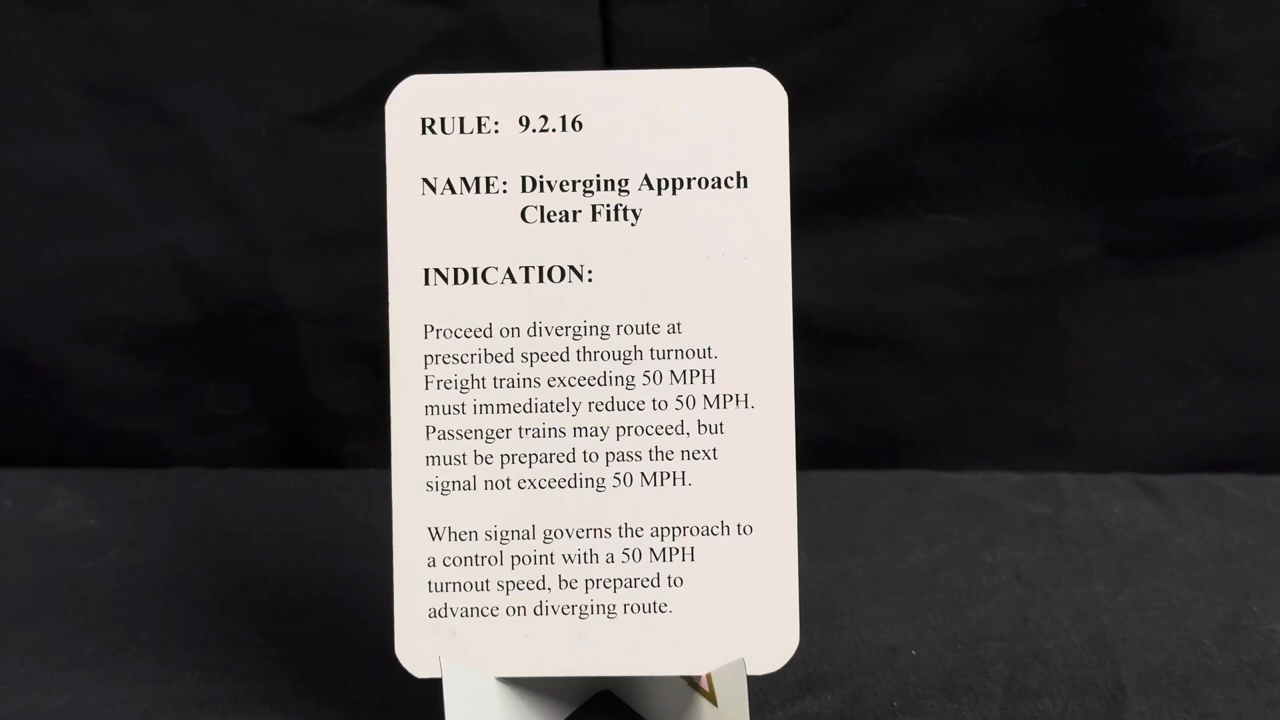 RULE: 9.2.16
NAME: Diverging Approach
Clear Fifty
INDICATION:
Proceed on diverging route at
prescribed speed through turnout.
Freight trains exceeding 50 MPH
must immediately reduce to 50 MPH.
Passenger trains may proceed, but
must be prepared to pass the next
signal not exceeding 50 MPH.
When signal governs the approach to
a control point with a 50 MPH
turnout speed, be prepared to
advance on diverging route.